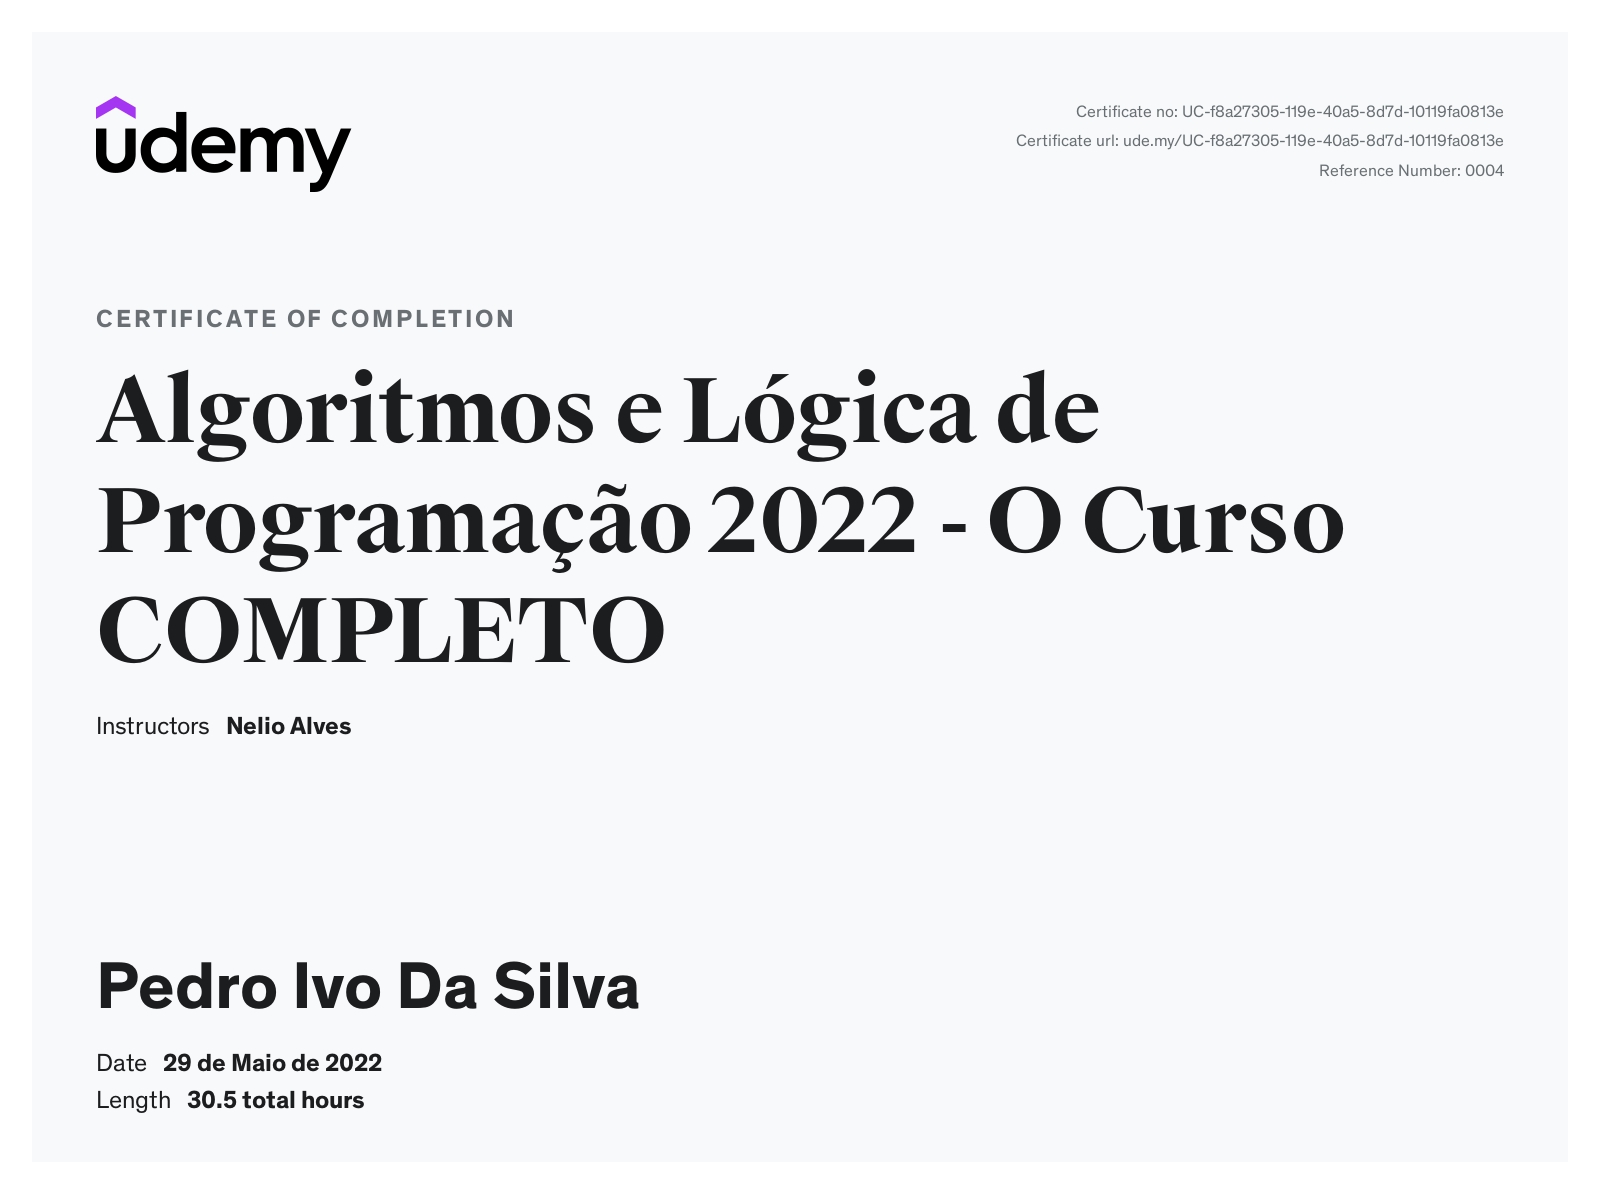 udemy
Certificate no: UC-f8a27305-119e-40a5-8d7d-10119fa0813e
Certificate url: ude.my/UC-f8a27305-119e-40a5-8d7d-10119fa0813e
Reference Number: 0004
CERTIFICATE OF COMPLETION
Algoritmos e Lógica de
Programação 2022 - O Curso
COMPLETO
Instructors Nelio Alves
Pedro Ivo Da Silva
Date 29 de Maio de 2022
Length 30.5 total hours